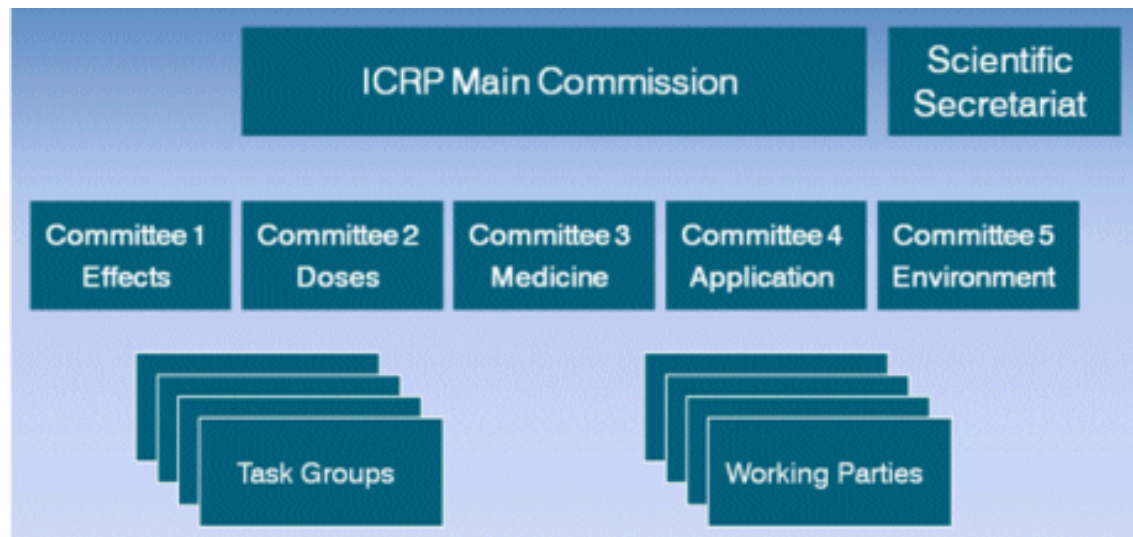 ICRP Main Commission
Scientific
Secretariat
Committee 1
Effects
Committee 2
Doses
Committee 3
Medicine
Committee 4
Application
Committee 5
Environment
Task Groups
Working Parties